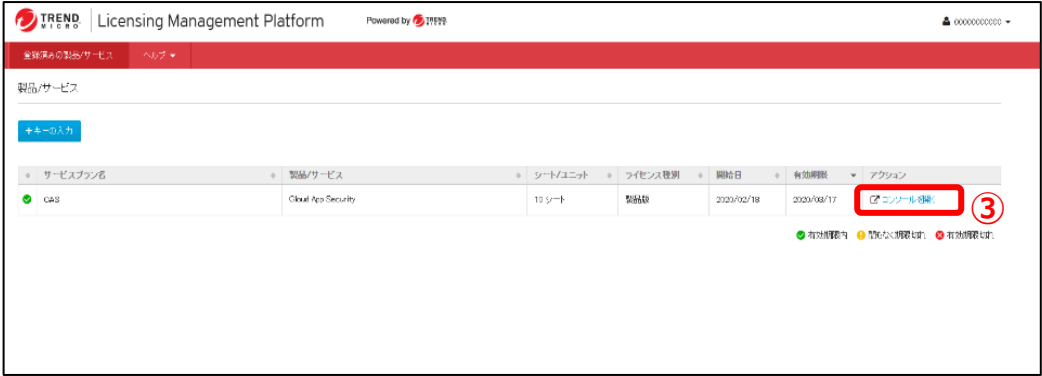 TREND MICRO Licensing Management Platform Powered by TREND MICRO 0000000000
登録済みの製品/サービス ヘルプ
製品/サービス
+キーの入力
サービスプラン名 製品/サービス シート/ユニット ライセンス種別 開始日 有効期限 アクション
CAS Cloud App Security 10 シート 製品版 2020/02/18 2020/03/17 コンソールを開く ③
有効期限内 間もなく期限切れ 有効期限切れ